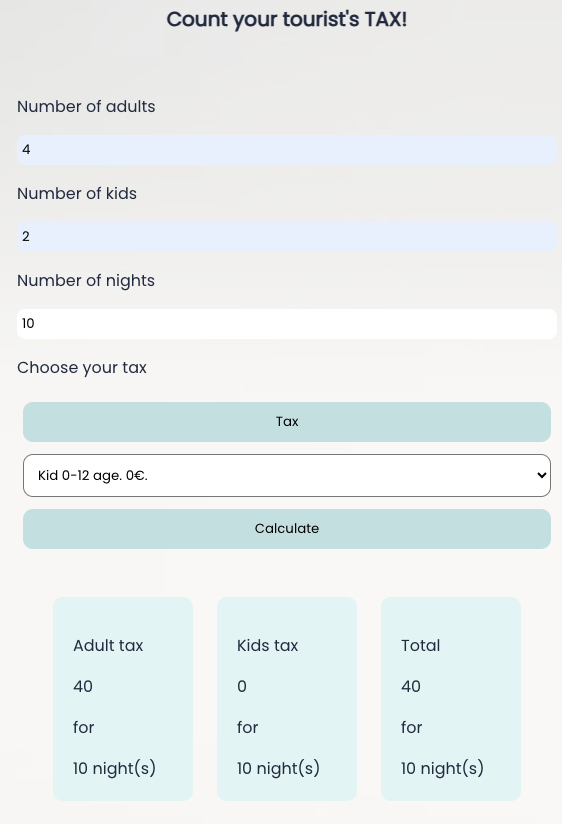 Count your tourist's TAX!
Number of adults
4
Number of kids
2
Number of nights
10
Choose your tax
Tax
Kid 0-12 age. 0€.
Calculate
Adult tax
40
for
10 night(s)
Kids tax
0
for
10 night(s)
Total
40
for
10 night(s)